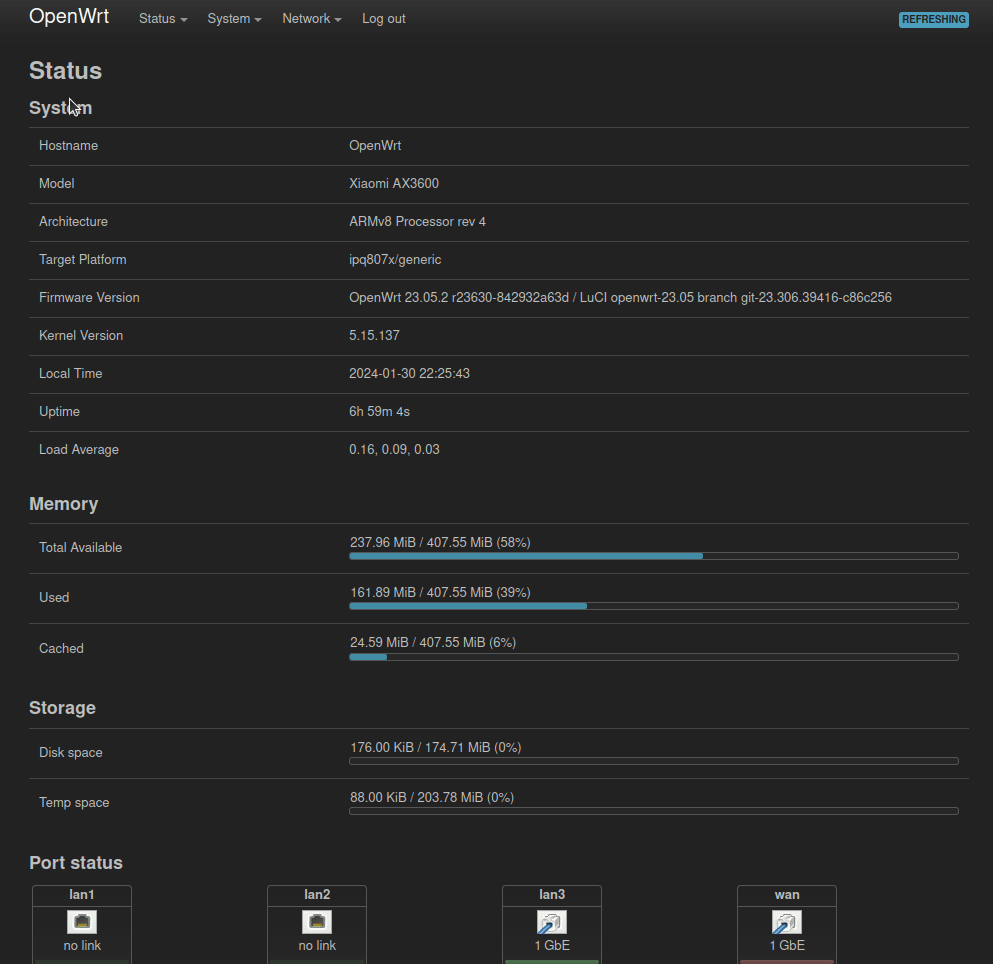 OpenWrt Status System Network Log out REFRESHING
Status
System
Hostname OpenWrt
Model Xiaomi AX3600
Architecture ARMv8 Processor rev 4
Target Platform ipq807x/generic
Firmware Version OpenWrt 23.05.2 r23630-842932a63d / LuCI openwrt-23.05 branch git-23.306.39416-c86c256
Kernel Version 5.15.137
Local Time 2024-01-30 22:25:43
Uptime 6h 59m 4s
Load Average 0.16, 0.09, 0.03
Memory
Total Available 237.96 MiB / 407.55 MiB (58%)
Used 161.89 MiB / 407.55 MiB (39%)
Cached 24.59 MiB / 407.55 MiB (6%)
Storage
Disk space 176.00 KiB / 174.71 MiB (0%)
Temp space 88.00 KiB / 203.78 MiB (0%)
Port status
lan1 lan2 lan3 wan
no link no link 1 GbE 1 GbE